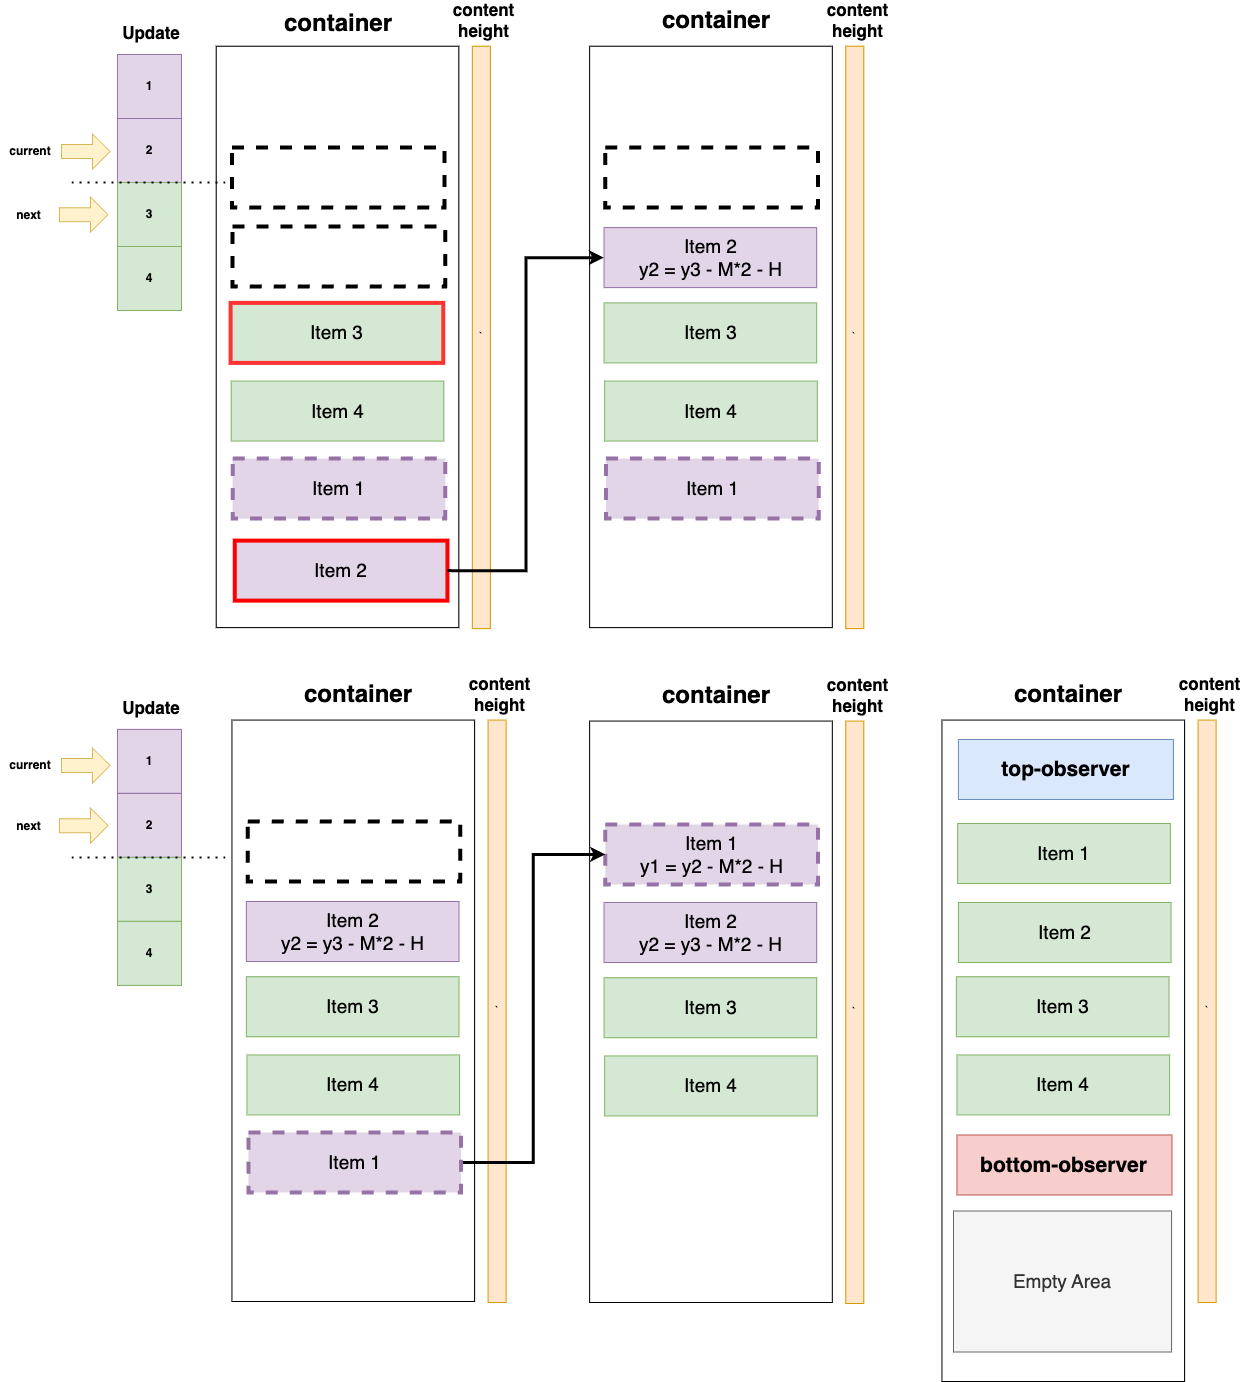 container
content
height
container
content
height
Update
1
current
2
next
3
4
Item 3
Item 4
Item 1
Item 2
Item 2
y2 = y3 - M*2 - H
Item 3
Item 4
Item 1
container
content
height
container
content
height
container
content
height
Update
current
1
next
2
3
4
Item 2
y2 = y3 - M*2 - H
Item 3
Item 4
Item 1
Item 1
y1 = y2 - M*2 - H
Item 2
y2 = y3 - M*2 - H
Item 3
Item 4
top-observer
Item 1
Item 2
Item 3
Item 4
bottom-observer
Empty Area